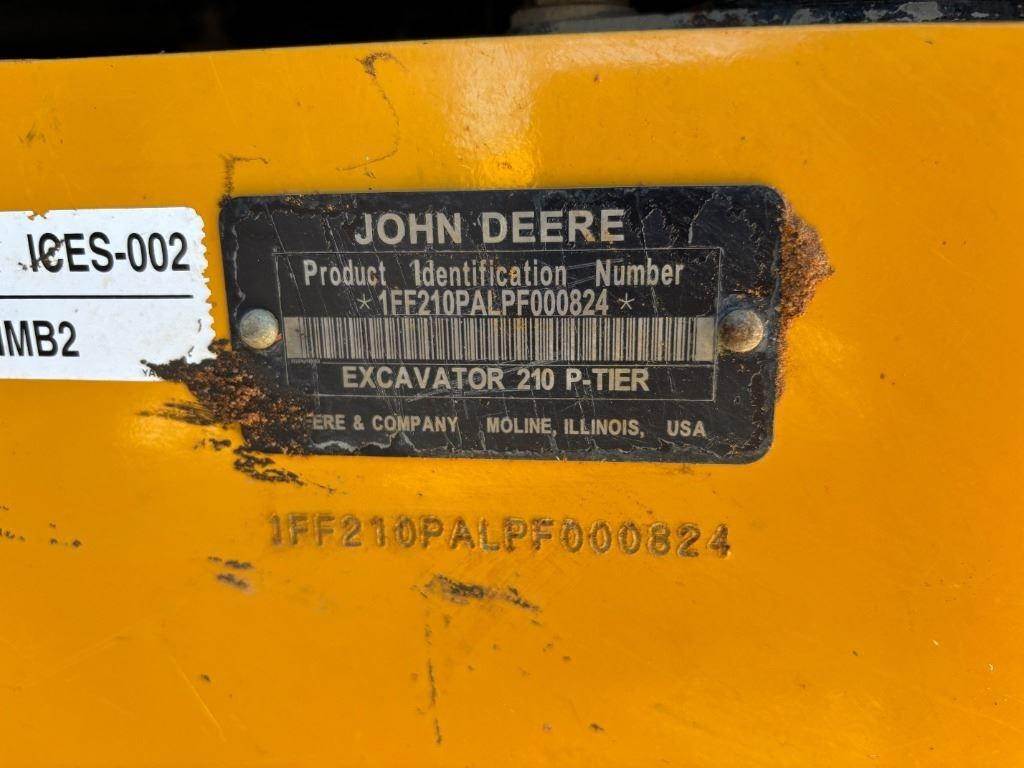 ICES-002
MB2
JOHN DEERE
Product Identification Number
*1FF210PALPF000824*
EXCAVATOR 210 P-TIER
ERE & COMPANY MOLINE, ILLINOIS, USA
1FF210PALPF000824